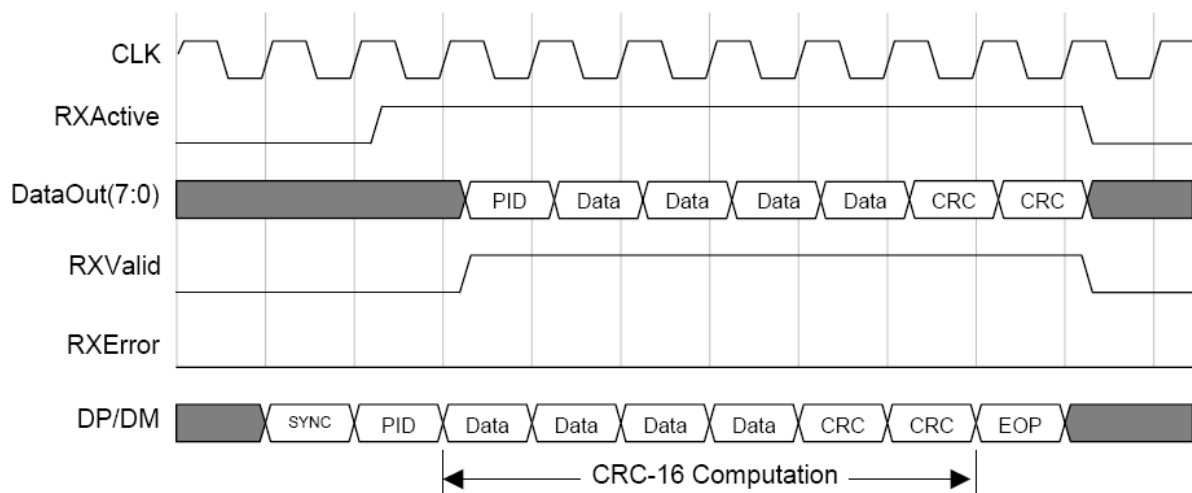 CLK
RXActive
DataOut(7:0) PID Data Data Data Data CRC CRC
RXValid
RXError
DP/DM SYNC PID Data Data Data Data CRC CRC EOP
CRC-16 Computation